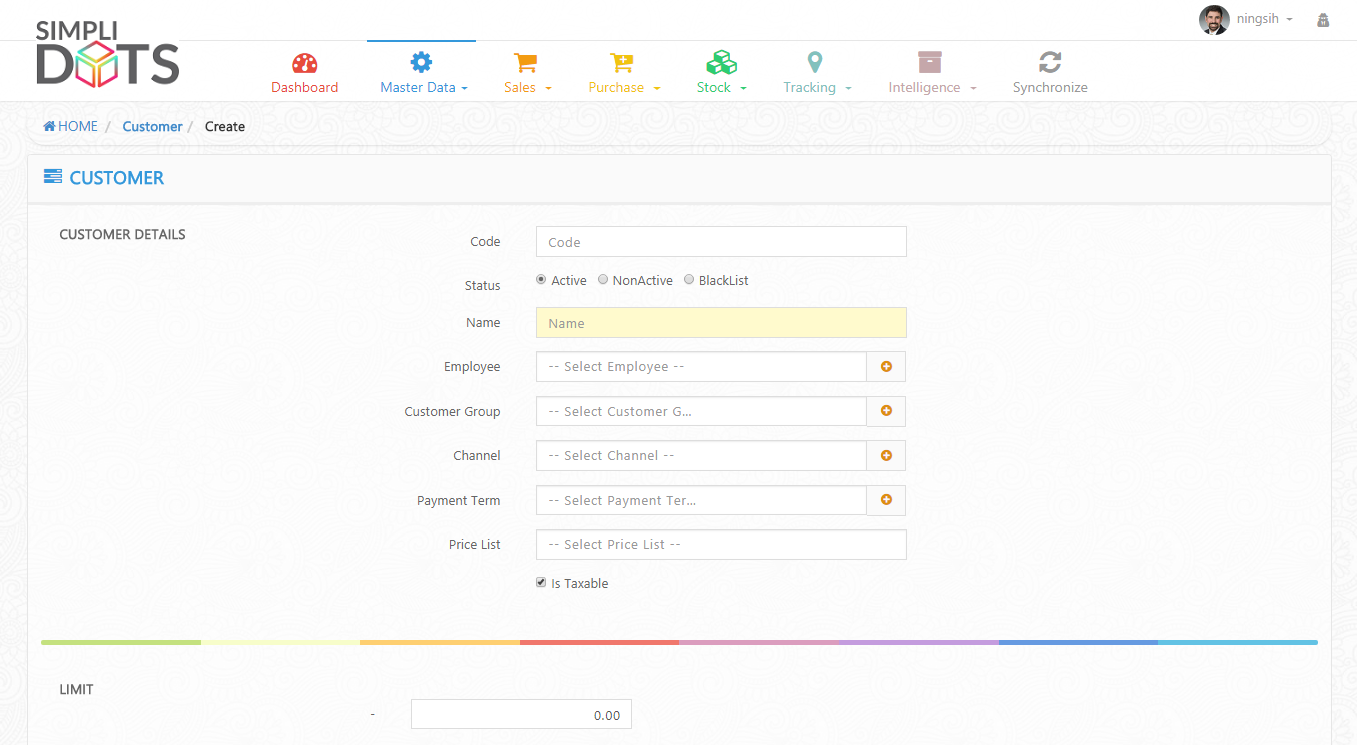 ningsih
SIMPLI
DOTS
Dashboard
Master Data
Sales
Purchase
Stock
Tracking
Intelligence
Synchronize
HOME / Customer / Create
CUSTOMER
CUSTOMER DETAILS
Code
Code
Status
Active
NonActive
BlackList
Name
Name
Employee
-- Select Employee --
Customer Group
-- Select Customer G...
Channel
-- Select Channel --
Payment Term
-- Select Payment Ter...
Price List
-- Select Price List --
Is Taxable
LIMIT
-
0.00